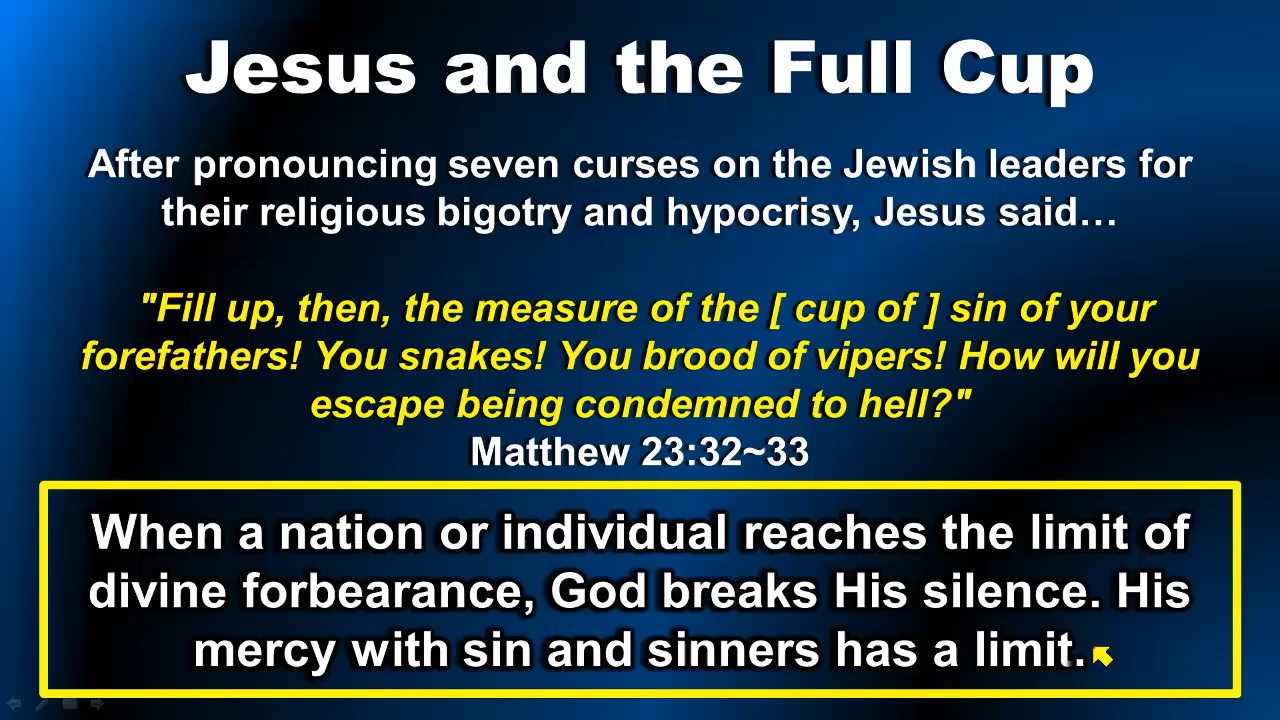 Jesus and the Full Cup
After pronouncing seven curses on the Jewish leaders for
their religious bigotry and hypocrisy, Jesus said…
"Fill up, then, the measure of the [ cup of ] sin of your
forefathers! You snakes! You brood of vipers! How will you
escape being condemned to hell?"
Matthew 23:32~33
When a nation or individual reaches the limit of
divine forbearance, God breaks His silence. His
mercy with sin and sinners has a limit.